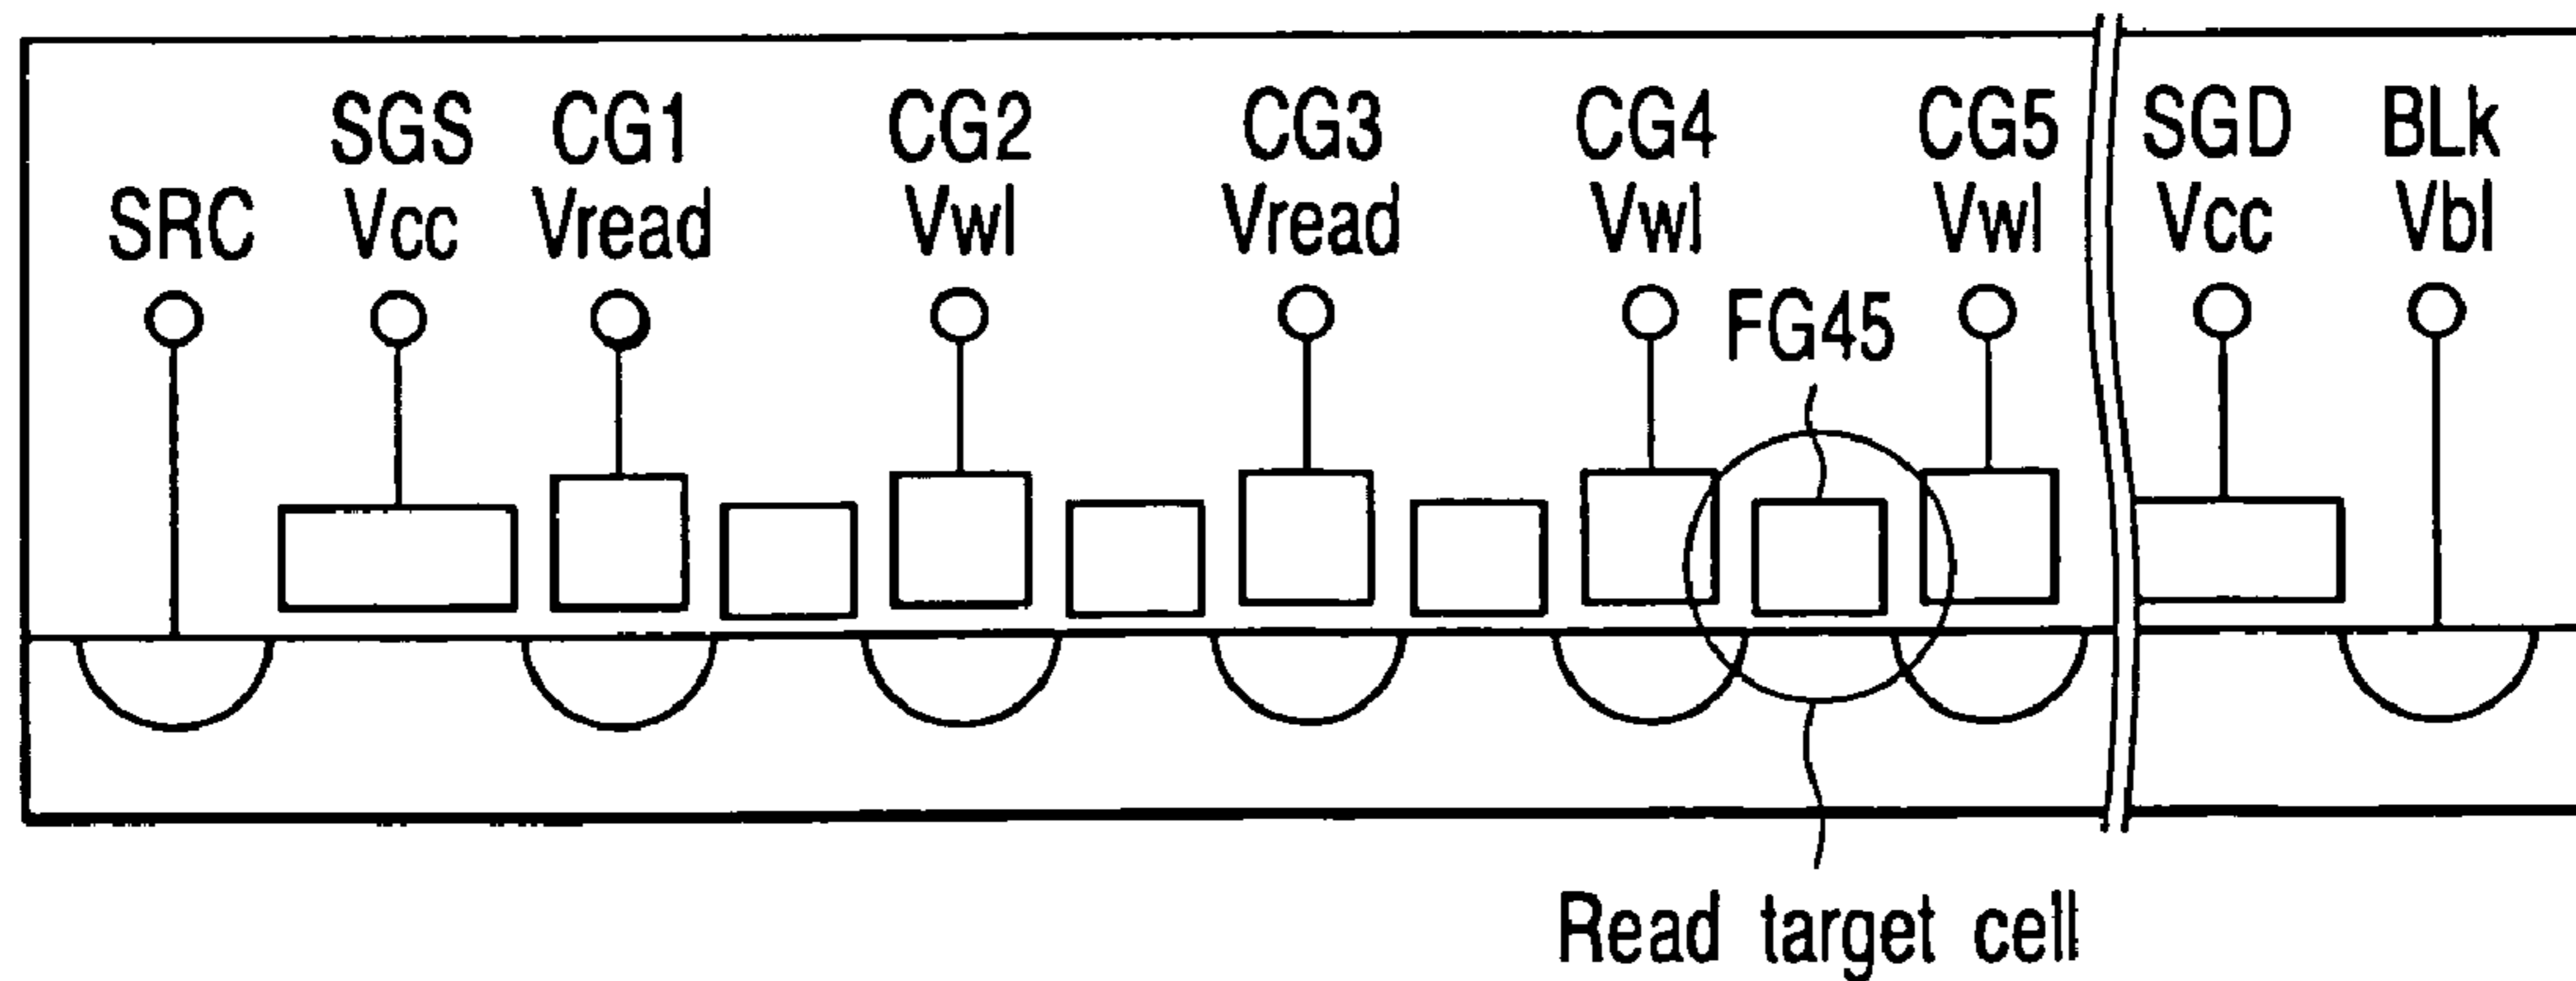 SGS CG1 CG2 CG3 CG4 CG5 SGD BLk
SRC Vcc Vread Vwl Vread Vwl Vwl Vcc Vbl
FG45
Read target cell